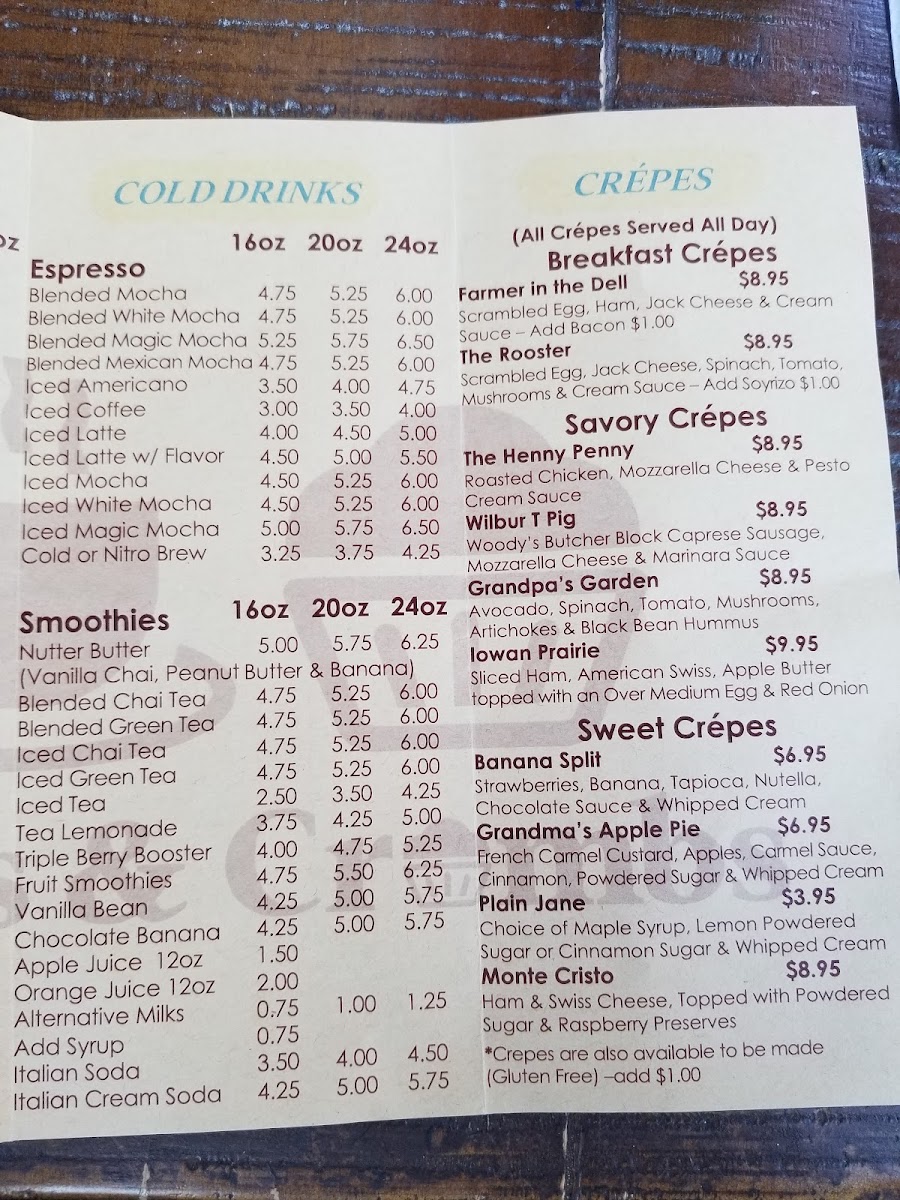 COLD DRINKS
oz
16oz 20oz 24oz
Espresso
Blended Mocha 4.75 5.25 6.00
Blended White Mocha 4.75 5.25 6.00
Blended Magic Mocha 5.25 5.75 6.50
Blended Mexican Mocha 4.75 5.25 6.00
Iced Americano 3.50 4.00 4.75
Iced Coffee 3.00 3.50 4.00
Iced Latte 4.00 4.50 5.00
Iced Latte w/ Flavor 4.50 5.00 5.50
Iced Mocha 4.50 5.25 6.00
Iced White Mocha 4.50 5.25 6.00
Iced Magic Mocha 5.00 5.75 6.50
Cold or Nitro Brew 3.25 3.75 4.25
Smoothies 16oz 20oz 24oz
Nutter Butter 5.00 5.75 6.25
(Vanilla Chai, Peanut Butter & Banana)
Blended Chai Tea 4.75 5.25 6.00
Blended Green Tea 4.75 5.25 6.00
Iced Chai Tea 4.75 5.25 6.00
Iced Green Tea 4.75 5.25 6.00
Iced Tea 2.50 3.50 4.25
Tea Lemonade 3.75 4.25 5.00
Triple Berry Booster 4.00 4.75 5.25
Fruit Smoothies 4.75 5.50 6.25
Vanilla Bean 4.25 5.00 5.75
Chocolate Banana 4.25 5.00 5.75
Apple Juice 12oz 1.50
Orange Juice 12oz 2.00
Alternative Milks 0.75 1.00 1.25
Add Syrup 0.75
Italian Soda 3.50 4.00 4.50
Italian Cream Soda 4.25 5.00 5.75
CRÉPES
(All Crépes Served All Day)
Breakfast Crépes
Farmer in the Dell $8.95
Scrambled Egg, Ham, Jack Cheese & Cream
Sauce – Add Bacon $1.00
The Rooster $8.95
Scrambled Egg, Jack Cheese, Spinach, Tomato,
Mushrooms & Cream Sauce – Add Soyrizo $1.00
Savory Crépes
The Henny Penny $8.95
Roasted Chicken, Mozzarella Cheese & Pesto
Cream Sauce
Wilbur T Pig $8.95
Woody's Butcher Block Caprese Sausage,
Mozzarella Cheese & Marinara Sauce
Grandpa's Garden $8.95
Avocado, Spinach, Tomato, Mushrooms,
Artichokes & Black Bean Hummus
Iowan Prairie $9.95
Sliced Ham, American Swiss, Apple Butter
topped with an Over Medium Egg & Red Onion
Sweet Crépes
Banana Split $6.95
Strawberries, Banana, Tapioca, Nutella,
Chocolate Sauce & Whipped Cream
Grandma's Apple Pie $6.95
French Carmel Custard, Apples, Carmel Sauce,
Cinnamon, Powdered Sugar & Whipped Cream
Plain Jane $3.95
Choice of Maple Syrup, Lemon Powdered
Sugar or Cinnamon Sugar & Whipped Cream
Monte Cristo $8.95
Ham & Swiss Cheese, Topped with Powdered
Sugar & Raspberry Preserves
*Crepes are also available to be made
(Gluten Free) –add $1.00